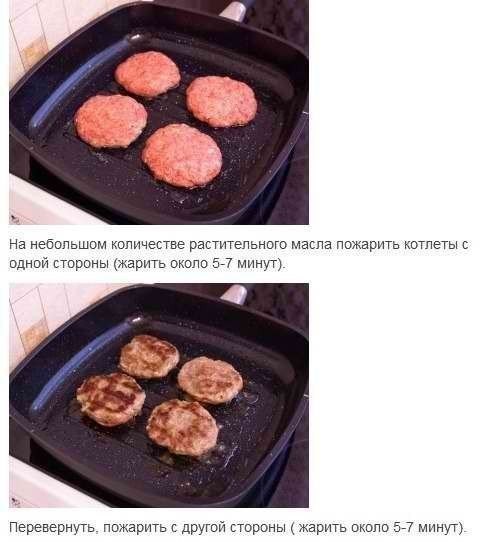 На небольшом количестве растительного масла пожарить котлеты с
одной стороны (жарить около 5-7 минут).
Перевернуть, пожарить с другой стороны ( жарить около 5-7 минут).